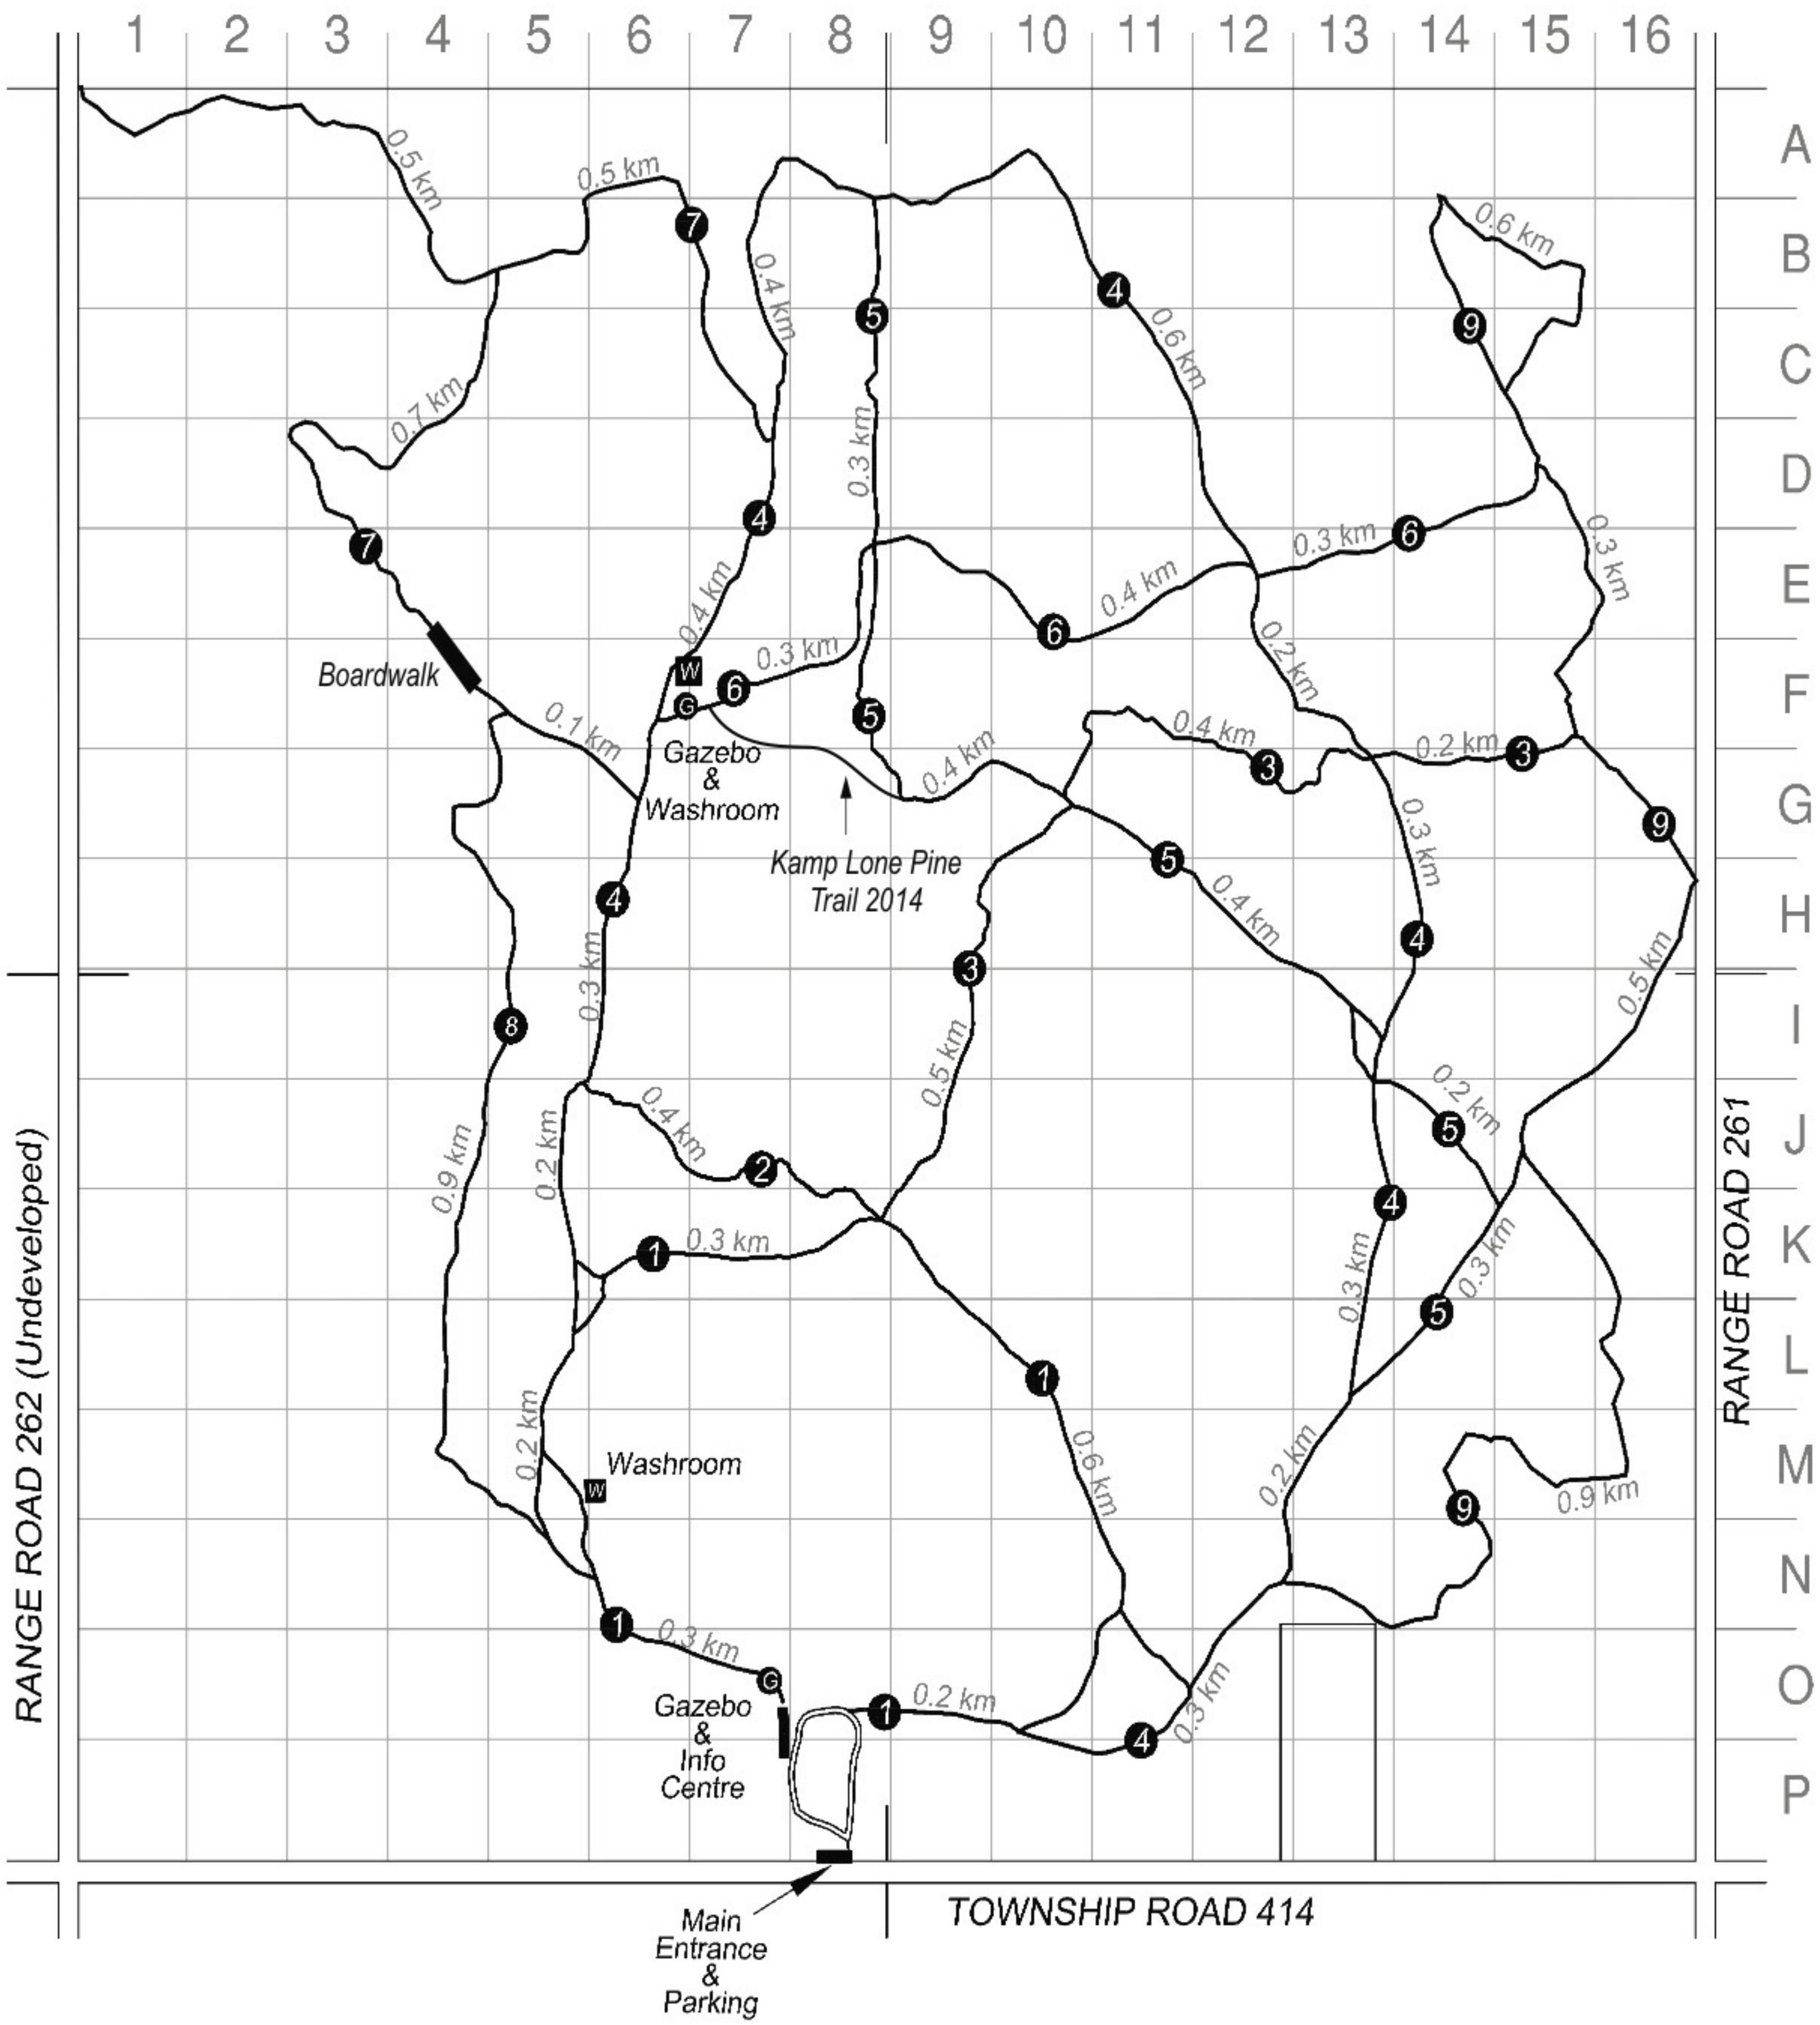 1 2 3 4 5 6 7 8 9 10 11 12 13 14 15 16
A
0.5 km
0.5 km
7
B
0.6 km
0.4 km
4
5
0.6 km
9
C
0.7 km
0.3 km
D
4
6
0.3 km
0.3 km
7
E
0.4 km
0.4 km
6
0.2 km
W
0.3 km
Boardwalk
6
G
5
F
0.1 km
0.4 km
0.4 km
0.2 km
3
3
Gazebo
&
Washroom
G
0.3 km
9
5
Kamp Lone Pine
Trail 2014
4
0.4 km
H
4
3
0.3 km
0.5 km
8
I
0.5 km
0.4 km
0.2 km
J
5
0.9 km
0.2 km
2
4
K
1
0.3 km
0.3 km
0.3 km
5
L
1
RANGE ROAD 262 (Undeveloped)
RANGE ROAD 261
0.2 km
Washroom
W
0.6 km
0.2 km
M
0.9 km
9
N
1
0.3 km
G
O
0.2 km
1
0.3 km
4
Gazebo
&
Info
Centre
P
TOWNSHIP ROAD 414
Main
Entrance
&
Parking